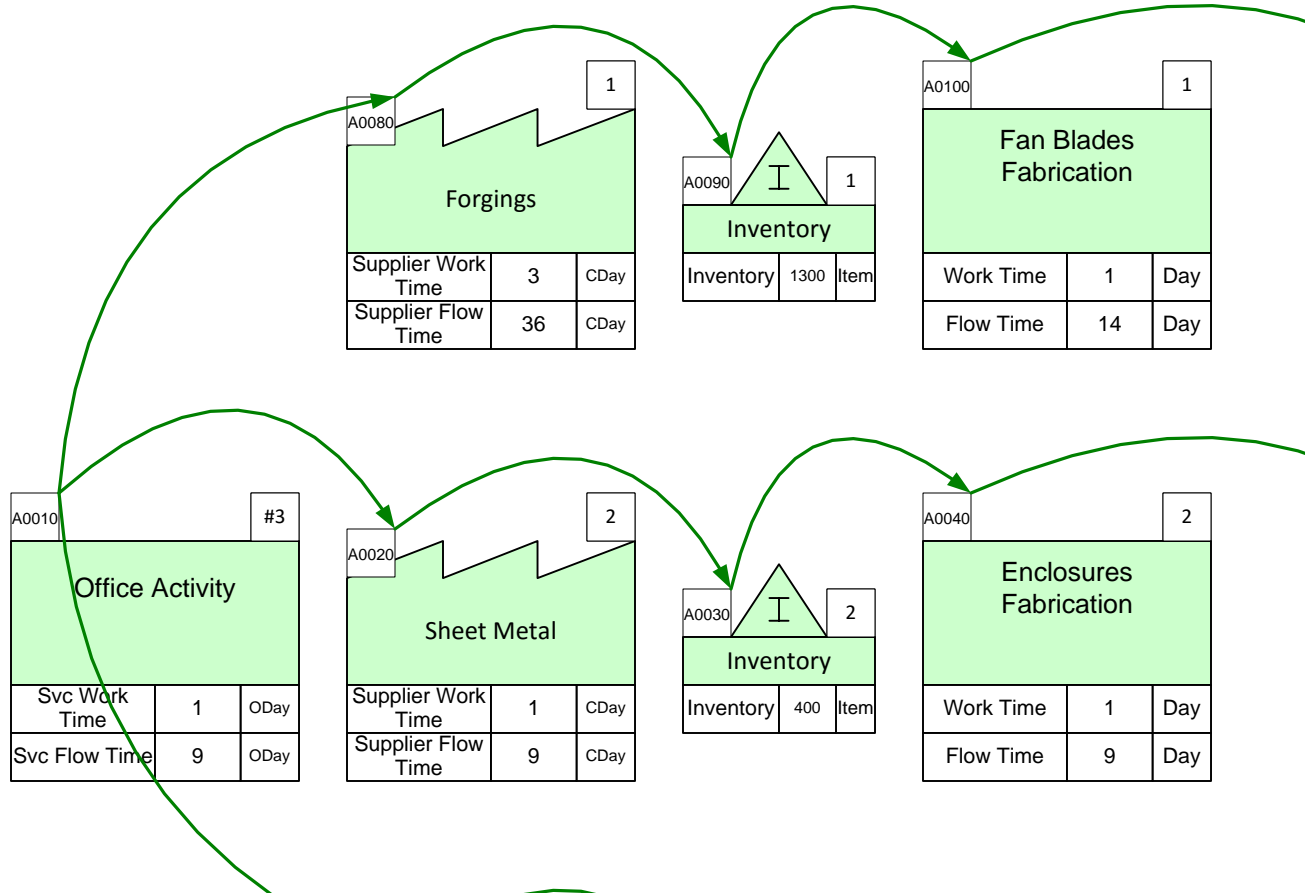 A0080
1
Forgings
Supplier Work
Time
3
CDay
Supplier Flow
Time
36
CDay
A0090
I
1
Inventory
Inventory
1300
Item
A0100
1
Fan Blades
Fabrication
Work Time
1
Day
Flow Time
14
Day
A0010
#3
Office Activity
Svc Work
Time
1
ODay
Svc Flow Time
9
ODay
A0020
2
Sheet Metal
Supplier Work
Time
1
CDay
Supplier Flow
Time
9
CDay
A0030
I
2
Inventory
Inventory
400
Item
A0040
2
Enclosures
Fabrication
Work Time
1
Day
Flow Time
9
Day